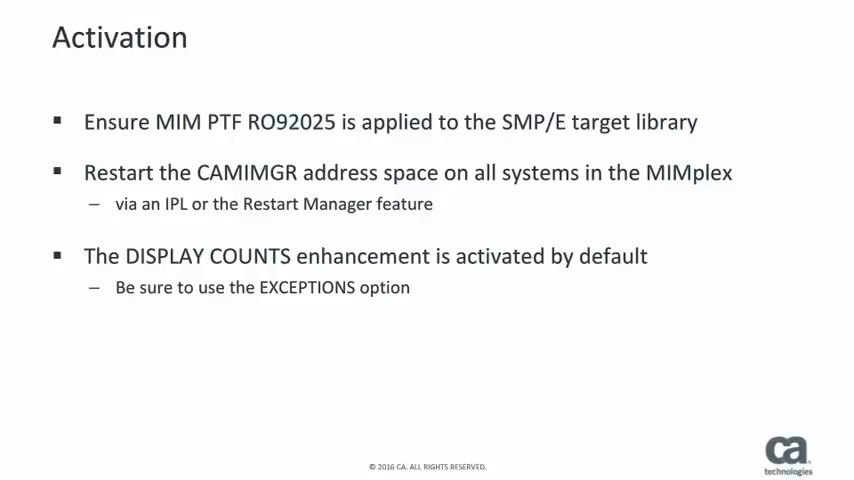 Activation
▪ Ensure MIM PTF RO92025 is applied to the SMP/E target library
▪ Restart the CAMIMGR address space on all systems in the MIMplex
– via an IPL or the Restart Manager feature
▪ The DISPLAY COUNTS enhancement is activated by default
– Be sure to use the EXCEPTIONS option
© 2016 CA. ALL RIGHTS RESERVED.
ca
technologies